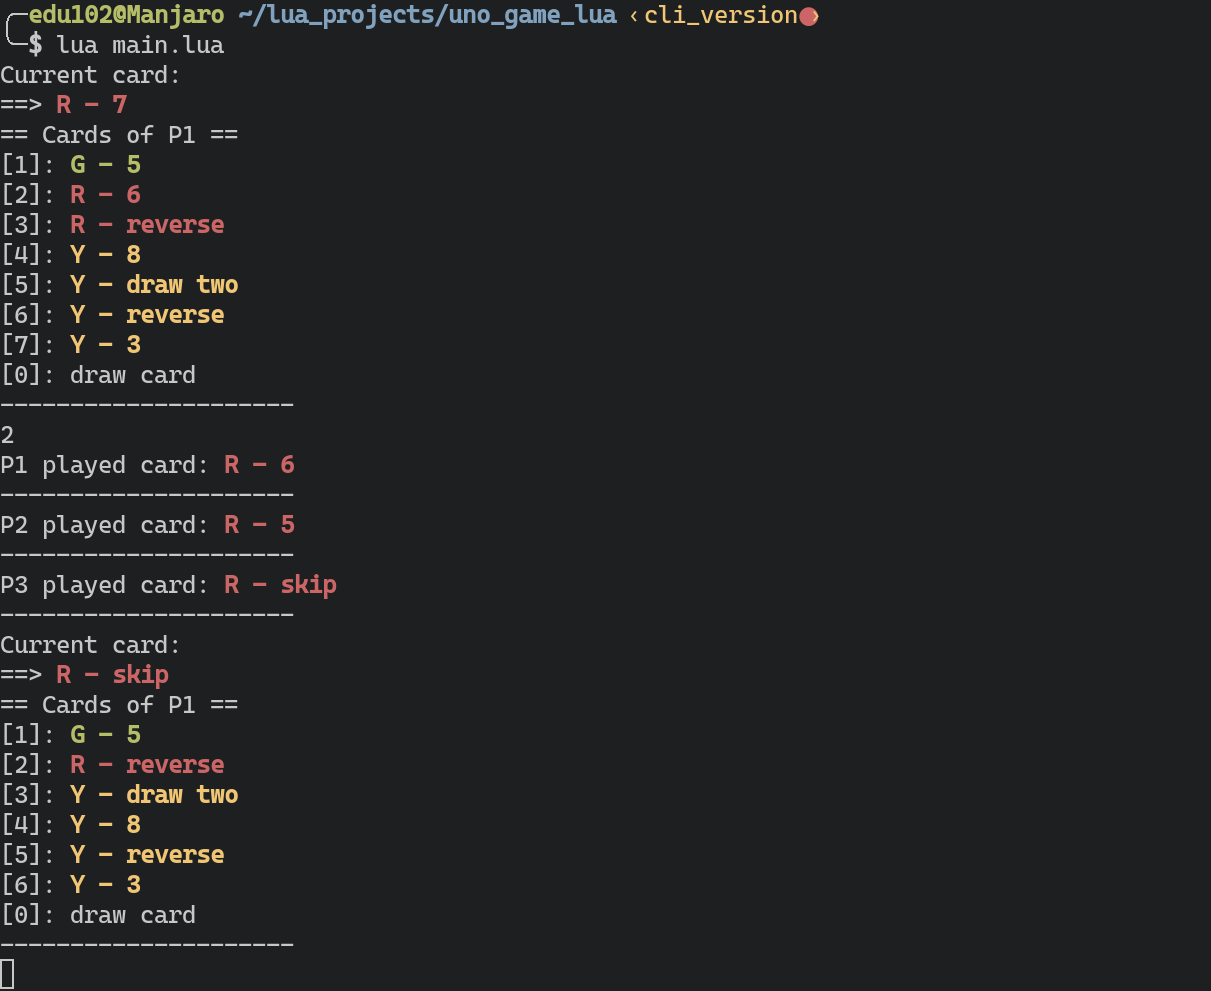 edu102@Manjaro ~/lua_projects/uno_game_lua ‹cli_version●›
$ lua main.lua
Current card:
==> R - 7
== Cards of P1 ==
[1]: G - 5
[2]: R - 6
[3]: R - reverse
[4]: Y - 8
[5]: Y - draw two
[6]: Y - reverse
[7]: Y - 3
[0]: draw card
---------------------
2
P1 played card: R - 6
---------------------
P2 played card: R - 5
---------------------
P3 played card: R - skip
---------------------
Current card:
==> R - skip
== Cards of P1 ==
[1]: G - 5
[2]: R - reverse
[3]: Y - draw two
[4]: Y - 8
[5]: Y - reverse
[6]: Y - 3
[0]: draw card
---------------------